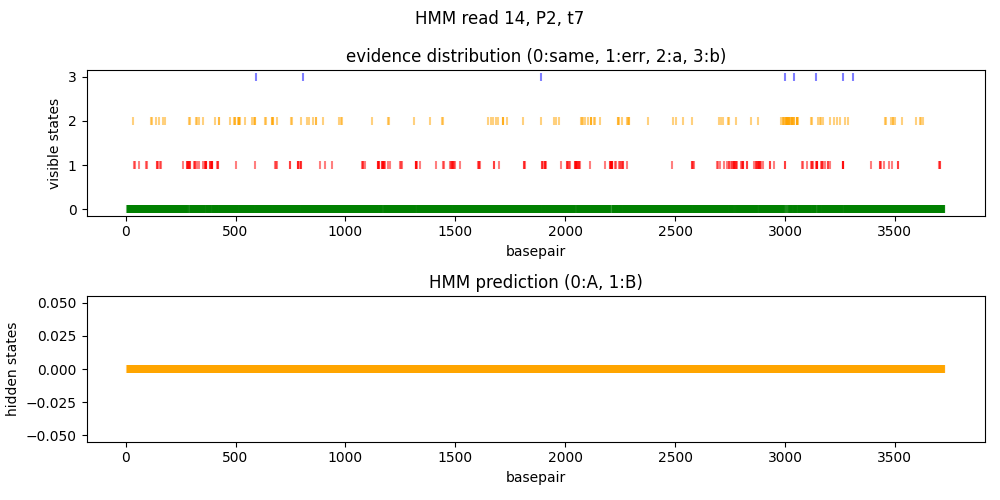 HMM read 14, P2, t7
evidence distribution (0:same, 1:err, 2:a, 3:b)
visible states
3
2
1
0
0 500 1000 1500 2000 2500 3000 3500
basepair
HMM prediction (0:A, 1:B)
hidden states
0.050
0.025
0.000
−0.025
−0.050
0 500 1000 1500 2000 2500 3000 3500
basepair